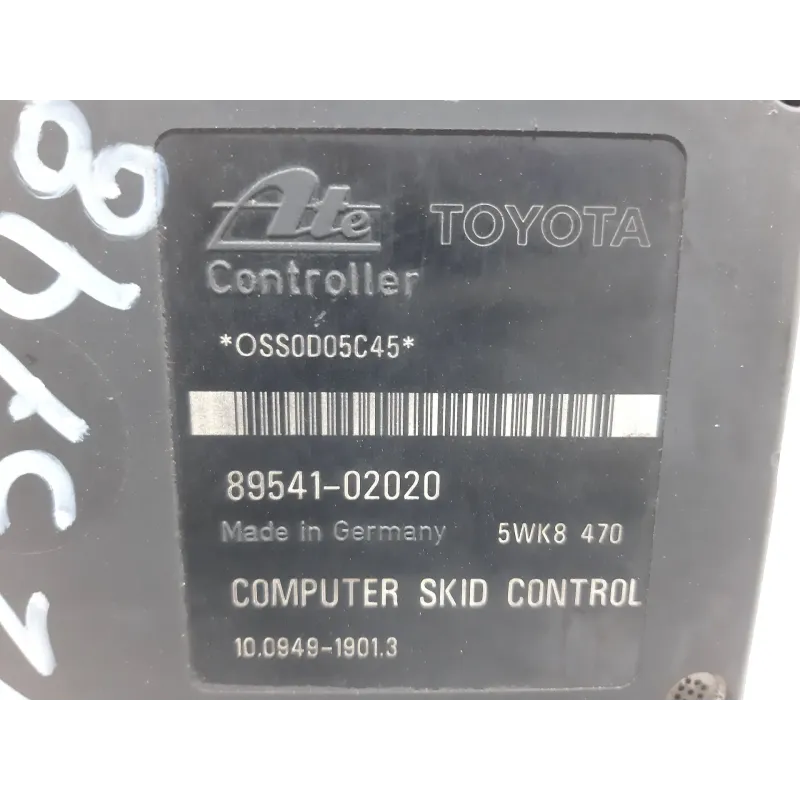 Ate TOYOTA
Controller
*OSS0D05C45*
89541-02020
Made in Germany 5WK8 470
COMPUTER SKID CONTROL
10.0949-1901.3